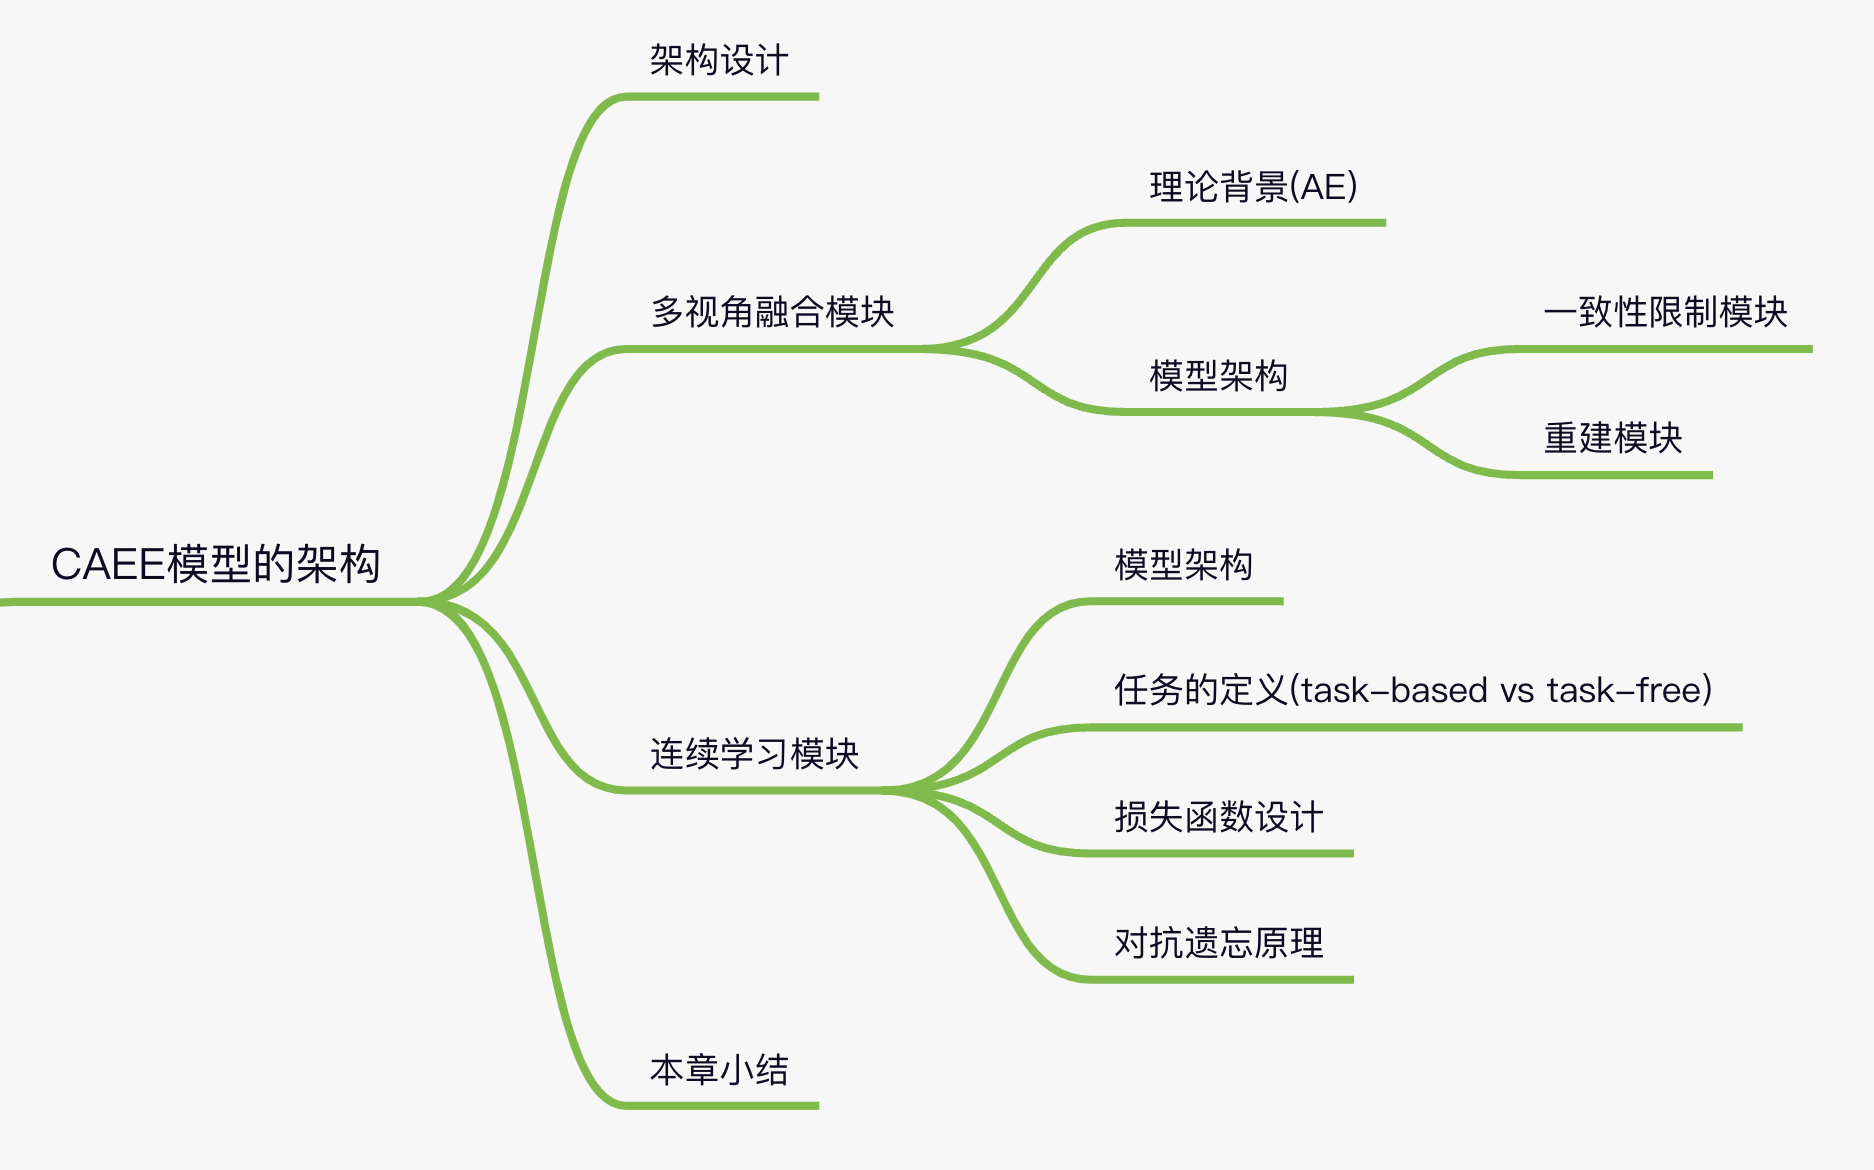 CAEE模型的架构
架构设计
多视角融合模块
理论背景(AE)
模型架构
一致性限制模块
重建模块
连续学习模块
模型架构
任务的定义(task-based vs task-free)
损失函数设计
对抗遗忘原理
本章小结